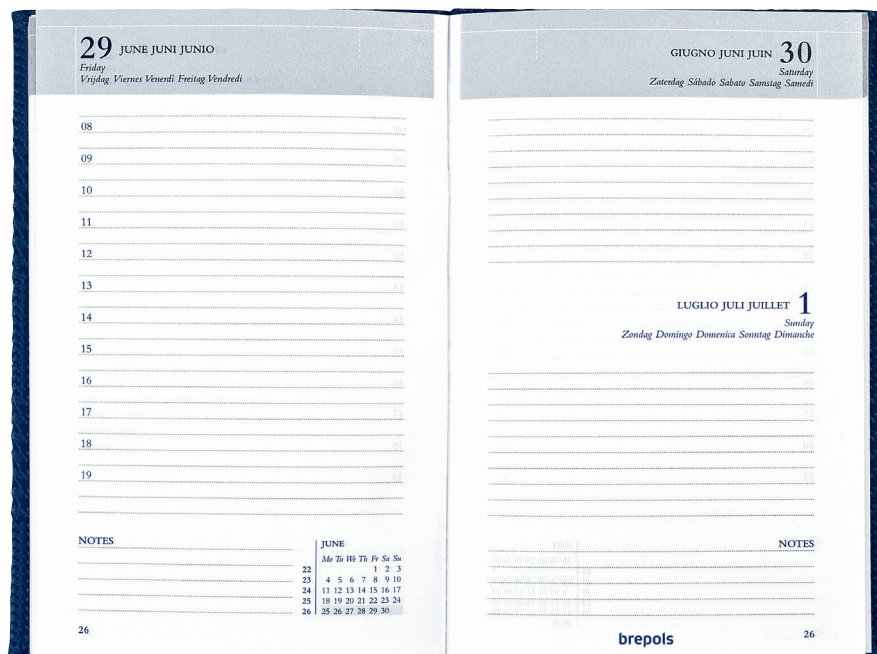 29 JUNE JUNI JUNIO
Friday
Vrijdag Viernes Venerdì Freitag Vendredi
08
09
10
11
12
13
14
15
16
17
18
19
NOTES
JUNE
Mo Tu We Th Fr Sa Su
22 1 2 3
23 4 5 6 7 8 9 10
24 11 12 13 14 15 16 17
25 18 19 20 21 22 23 24
26 25 26 27 28 29 30
26
GIUGNO JUNI JUIN 30
Saturday
Zaterdag Sábado Sabato Samstag Samedi
LUGLIO JULI JUILLET 1
Sunday
Zondag Domingo Domenica Sonntag Dimanche
NOTES
brepols
26